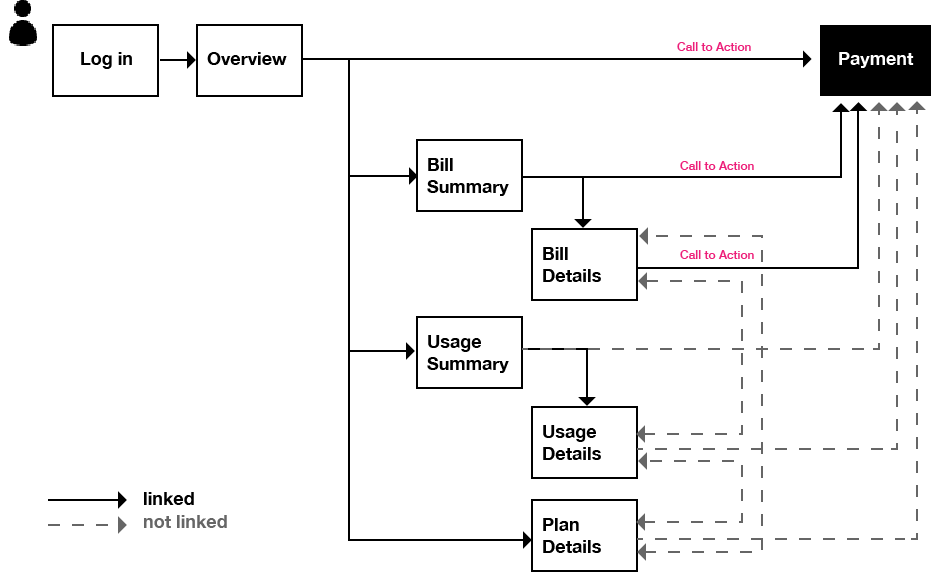 Log in
Overview
Call to Action
Payment
Bill
Summary
Call to Action
Bill
Details
Call to Action
Usage
Summary
Usage
Details
linked
not linked
Plan
Details